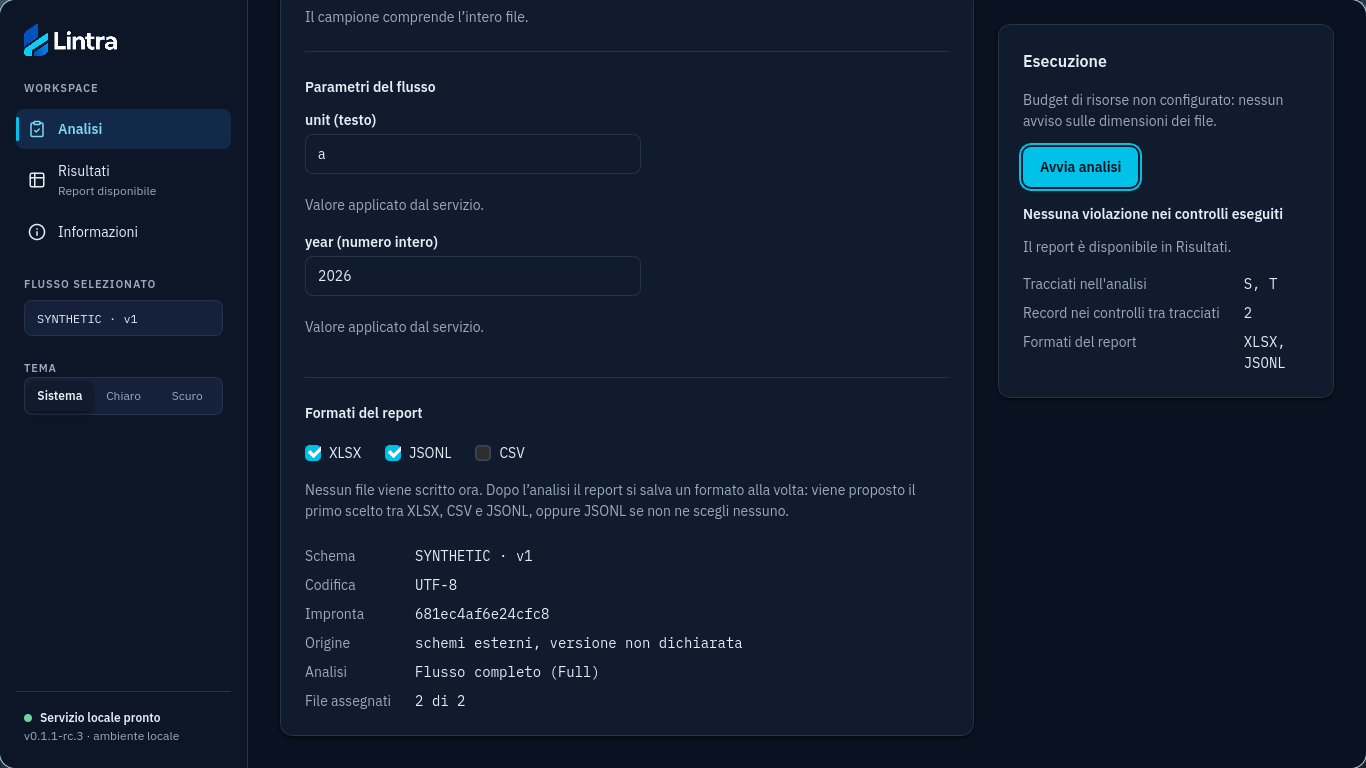 Lintra
WORKSPACE
Analisi
Risultati
Report disponibile
Informazioni
FLUSSO SELEZIONATO
SYNTHETIC · v1
TEMA
Sistema
Chiaro
Scuro
Servizio locale pronto
v0.1.1-rc.3 · ambiente locale
Il campione comprende l’intero file.
Parametri del flusso
unit (testo)
a
Valore applicato dal servizio.
year (numero intero)
2026
Valore applicato dal servizio.
Formati del report
XLSX
JSONL
CSV
Nessun file viene scritto ora. Dopo l’analisi il report si salva un formato alla volta: viene proposto il
primo scelto tra XLSX, CSV e JSONL, oppure JSONL se non ne scegli nessuno.
Schema SYNTHETIC · v1
Codifica UTF-8
Impronta 681ec4af6e24cfc8
Origine schemi esterni, versione non dichiarata
Analisi Flusso completo (Full)
File assegnati 2 di 2
Esecuzione
Budget di risorse non configurato: nessun
avviso sulle dimensioni dei file.
Avvia analisi
Nessuna violazione nei controlli eseguiti
Il report è disponibile in Risultati.
Tracciati nell'analisi S, T
Record nei controlli tra tracciati 2
Formati del report XLSX,
JSONL